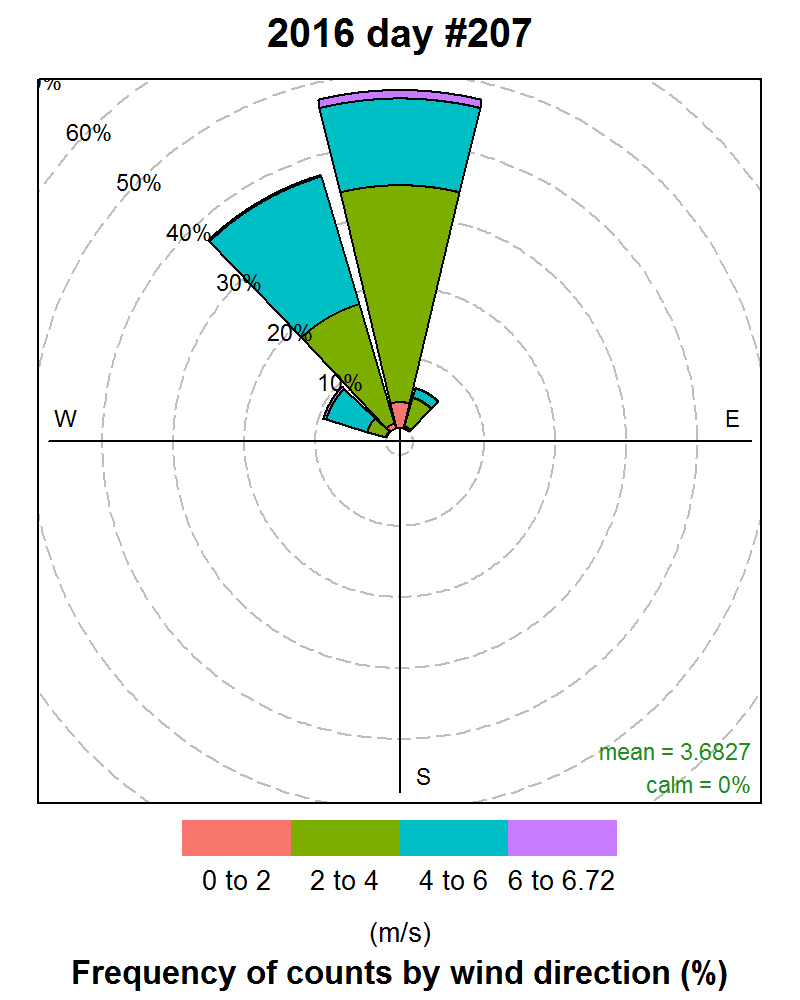 2016 day #207
60%
50%
40%
30%
20%
10%
W
E
S
mean = 3.6827
calm = 0%
0 to 2
2 to 4
4 to 6
6 to 6.72
(m/s)
Frequency of counts by wind direction (%)